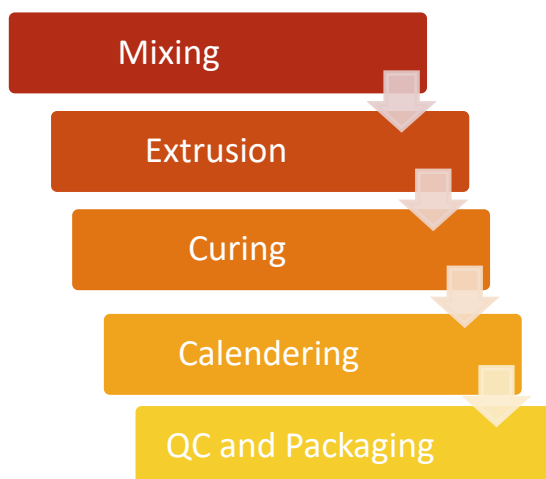 Mixing
Extrusion
Curing
Calendering
QC and Packaging